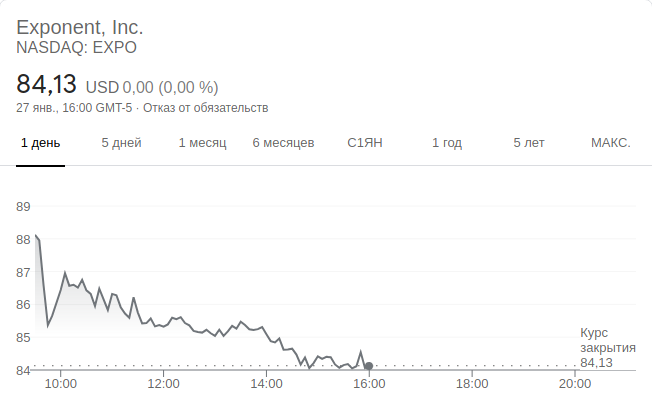 Exponent, Inc.
NASDAQ: EXPO
84,13 USD 0,00 (0,00 %)
27 янв., 16:00 GMT-5 · Отказ от обязательств
1 день 5 дней 1 месяц 6 месяцев С1ЯН 1 год 5 лет МАКС.
89
88
87
86
85
84
Курс
закрытия
84,13
10:00 12:00 14:00 16:00 18:00 20:00